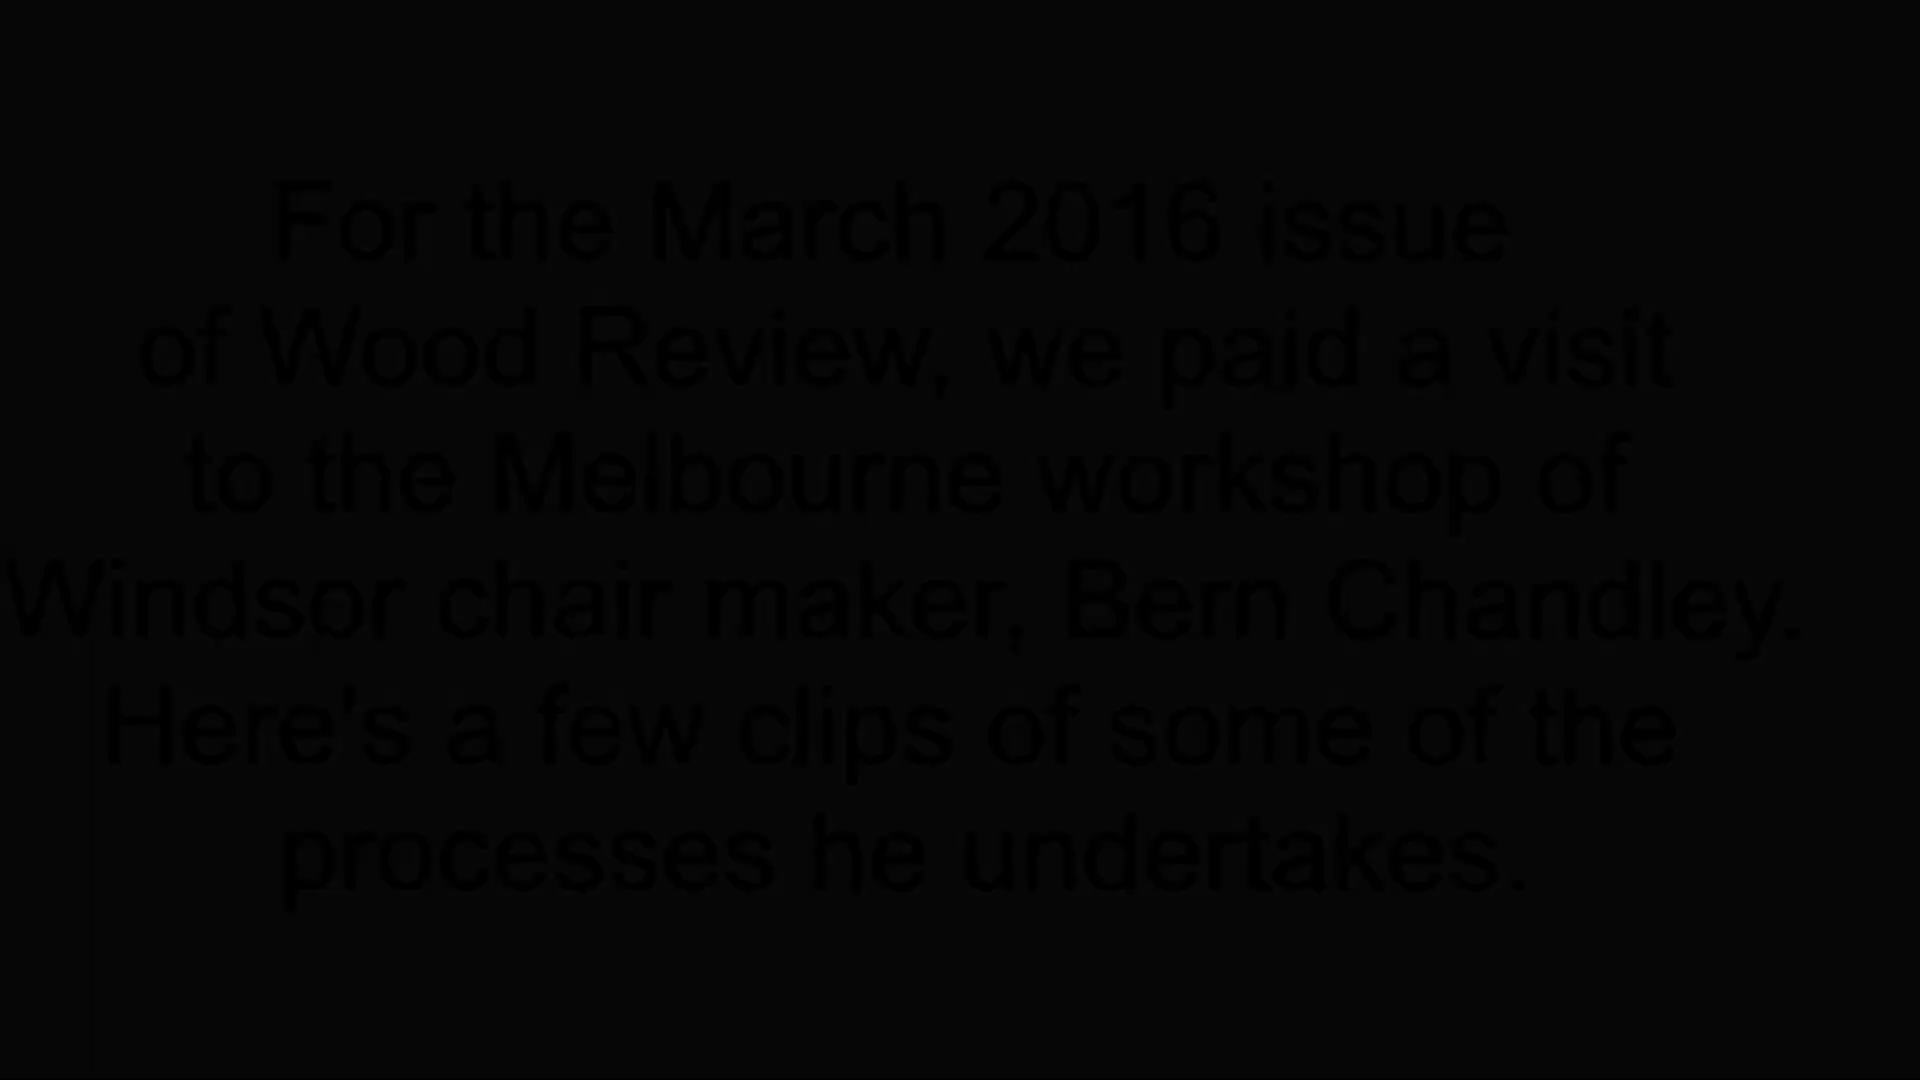 For the March 2016 issue
of Wood Review, we paid a visit
to the Melbourne workshop of
Windsor chair maker, Bern Chandley.
Here's a few clips of some of the
processes he undertakes.